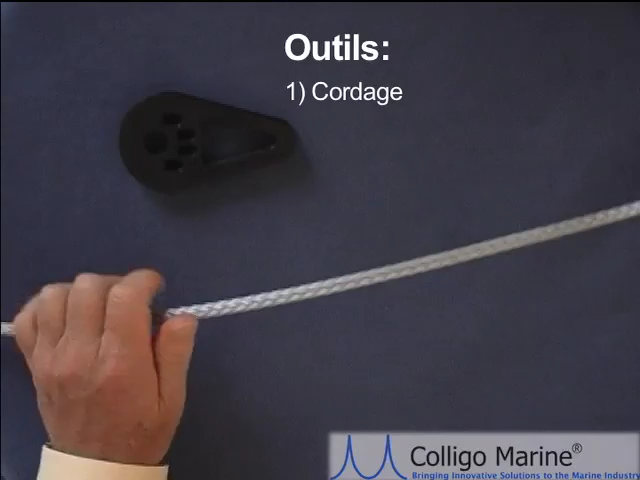 Outils:
1) Cordage
Colligo Marine®
Bringing Innovative Solutions to the Marine Industry